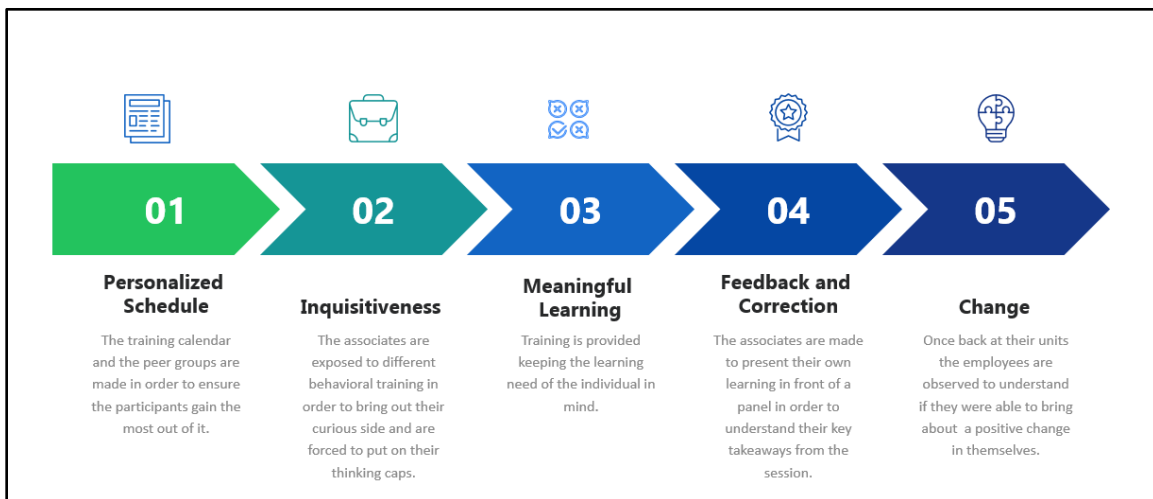 01
02
03
04
05
Personalized
Schedule
The training calendar
and the peer groups are
made in order to ensure
the participants gain the
most out of it.
Inquisitiveness
The associates are
exposed to different
behavioral training in
order to bring out their
curious side and are
forced to put on their
thinking caps.
Meaningful
Learning
Training is provided
keeping the learning
need of the individual in
mind.
Feedback and
Correction
The associates are made
to present their own
learning in front of a
panel in order to
understand their key
takeaways from the
session.
Change
Once back at their units
the employees are
observed to understand
if they were able to bring
about a positive change
in themselves.